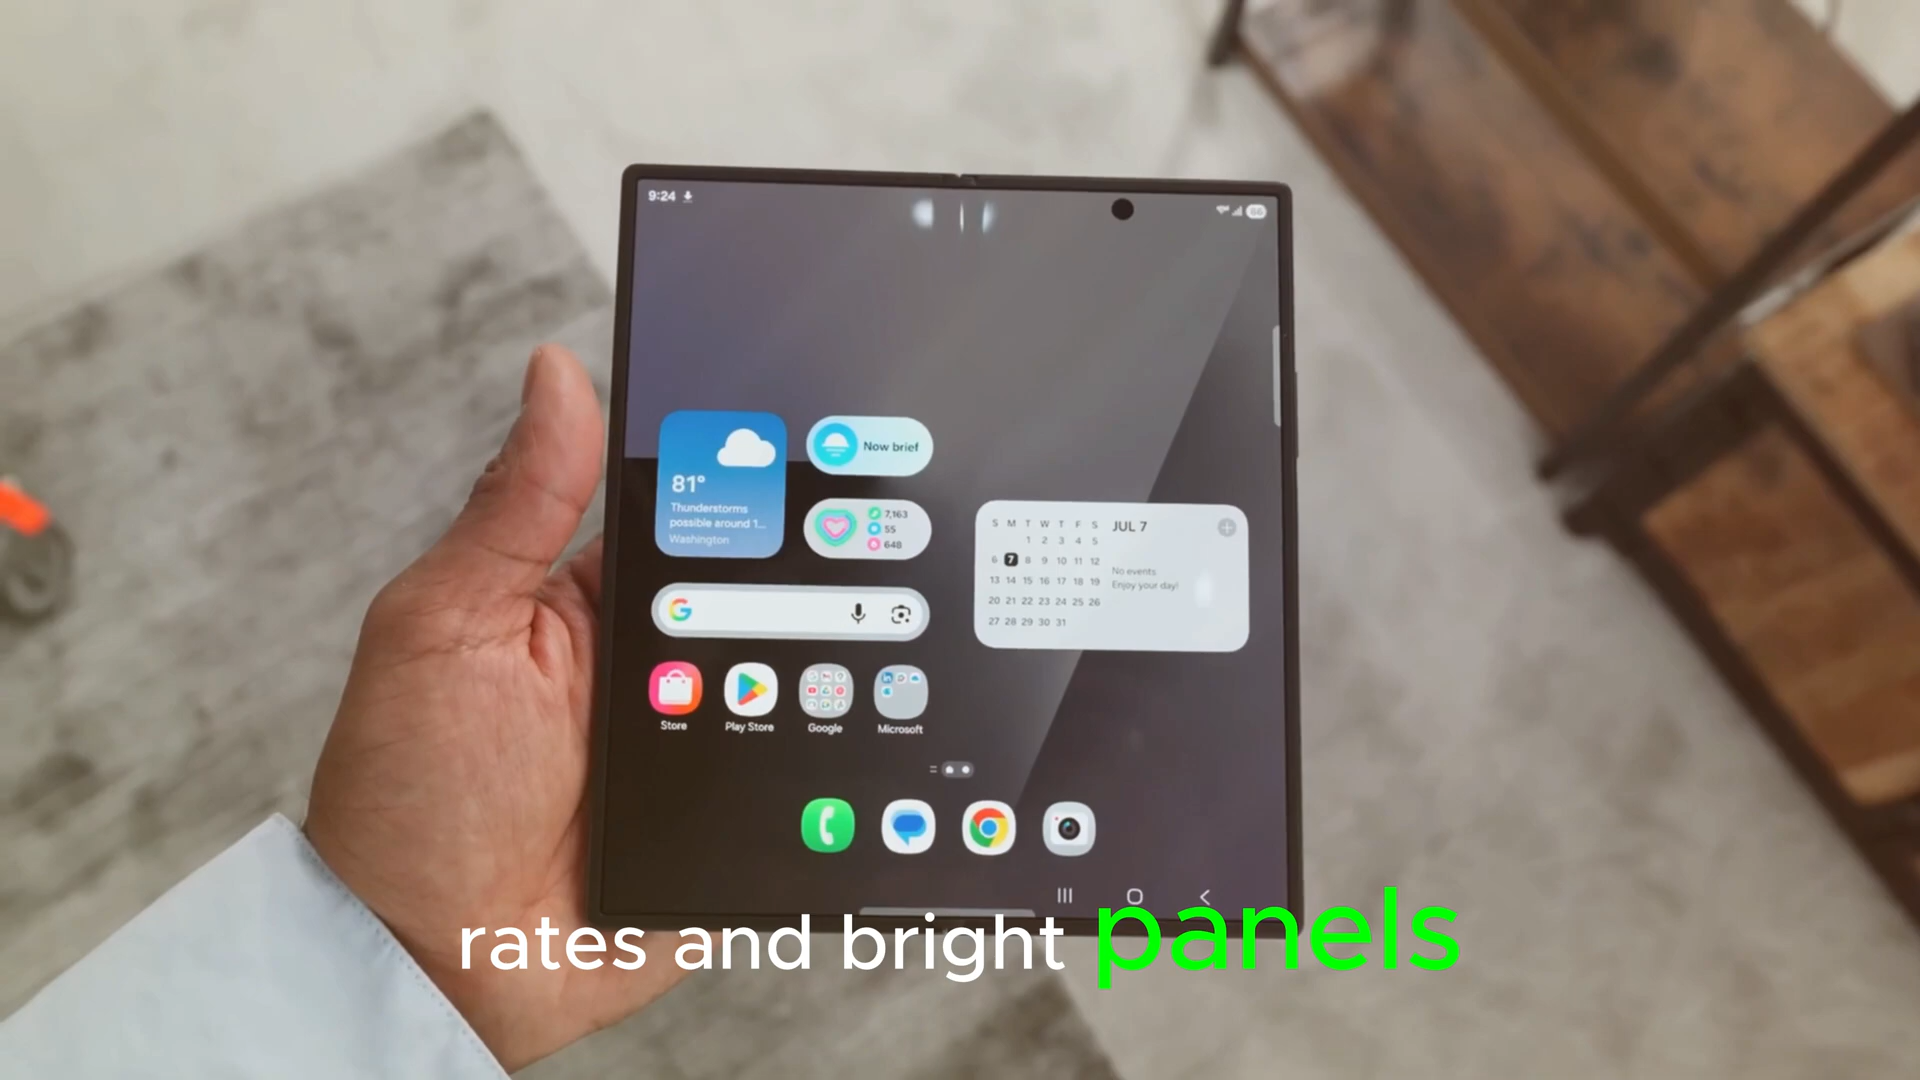 9:24
66
81°
Thunderstorms
possible around 1...
Washington
Now brief
7,163
55
648
S M T W T F S
1 2 3 4 5
6 7 8 9 10 11 12
13 14 15 16 17 18 19
20 21 22 23 24 25 26
27 28 29 30 31
JUL 7
No events
Enjoy your day!
Store
Play Store
Google
Microsoft
rates and bright panels